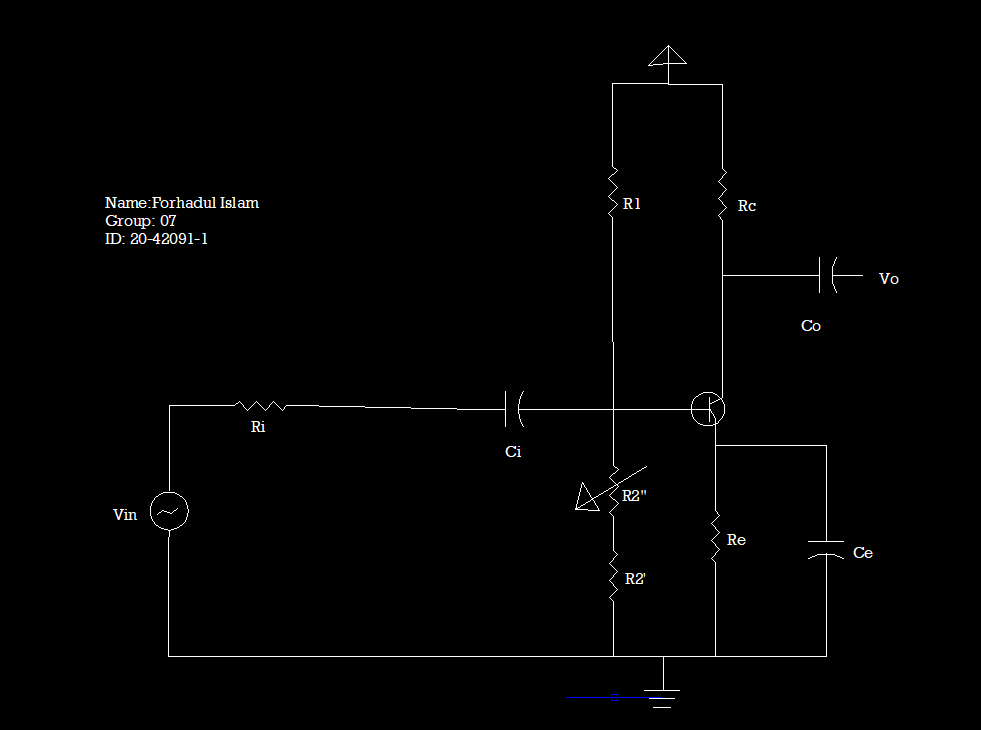 R1
Rc
Name:Forhadul Islam
Group: 07
ID: 20-42091-1
Vo
Co
Ri
Ci
R2"
Vin
Re
Ce
R2'